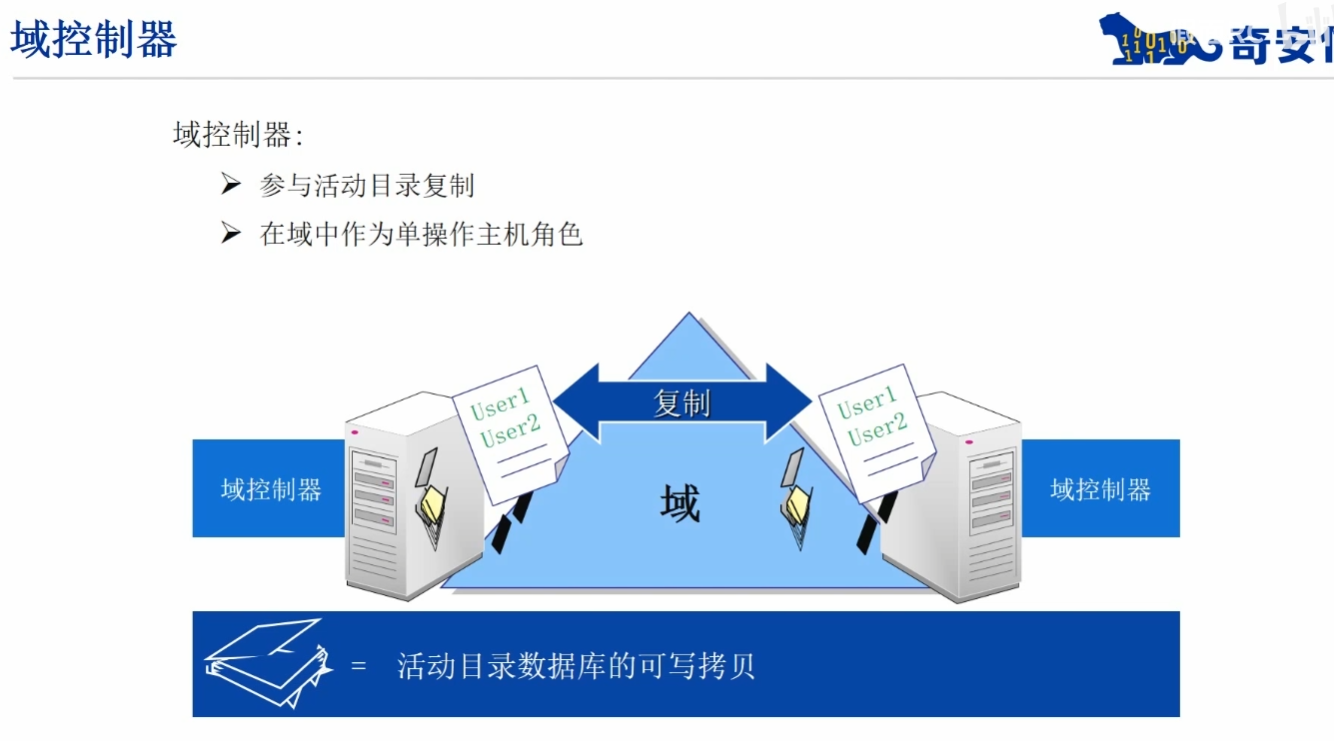 域控制器
奇安
域控制器:
➢ 参与活动目录复制
➢ 在域中作为单操作主机角色
User1
User2
复制
User1
User2
域控制器
域
域控制器
= 活动目录数据库的可写拷贝